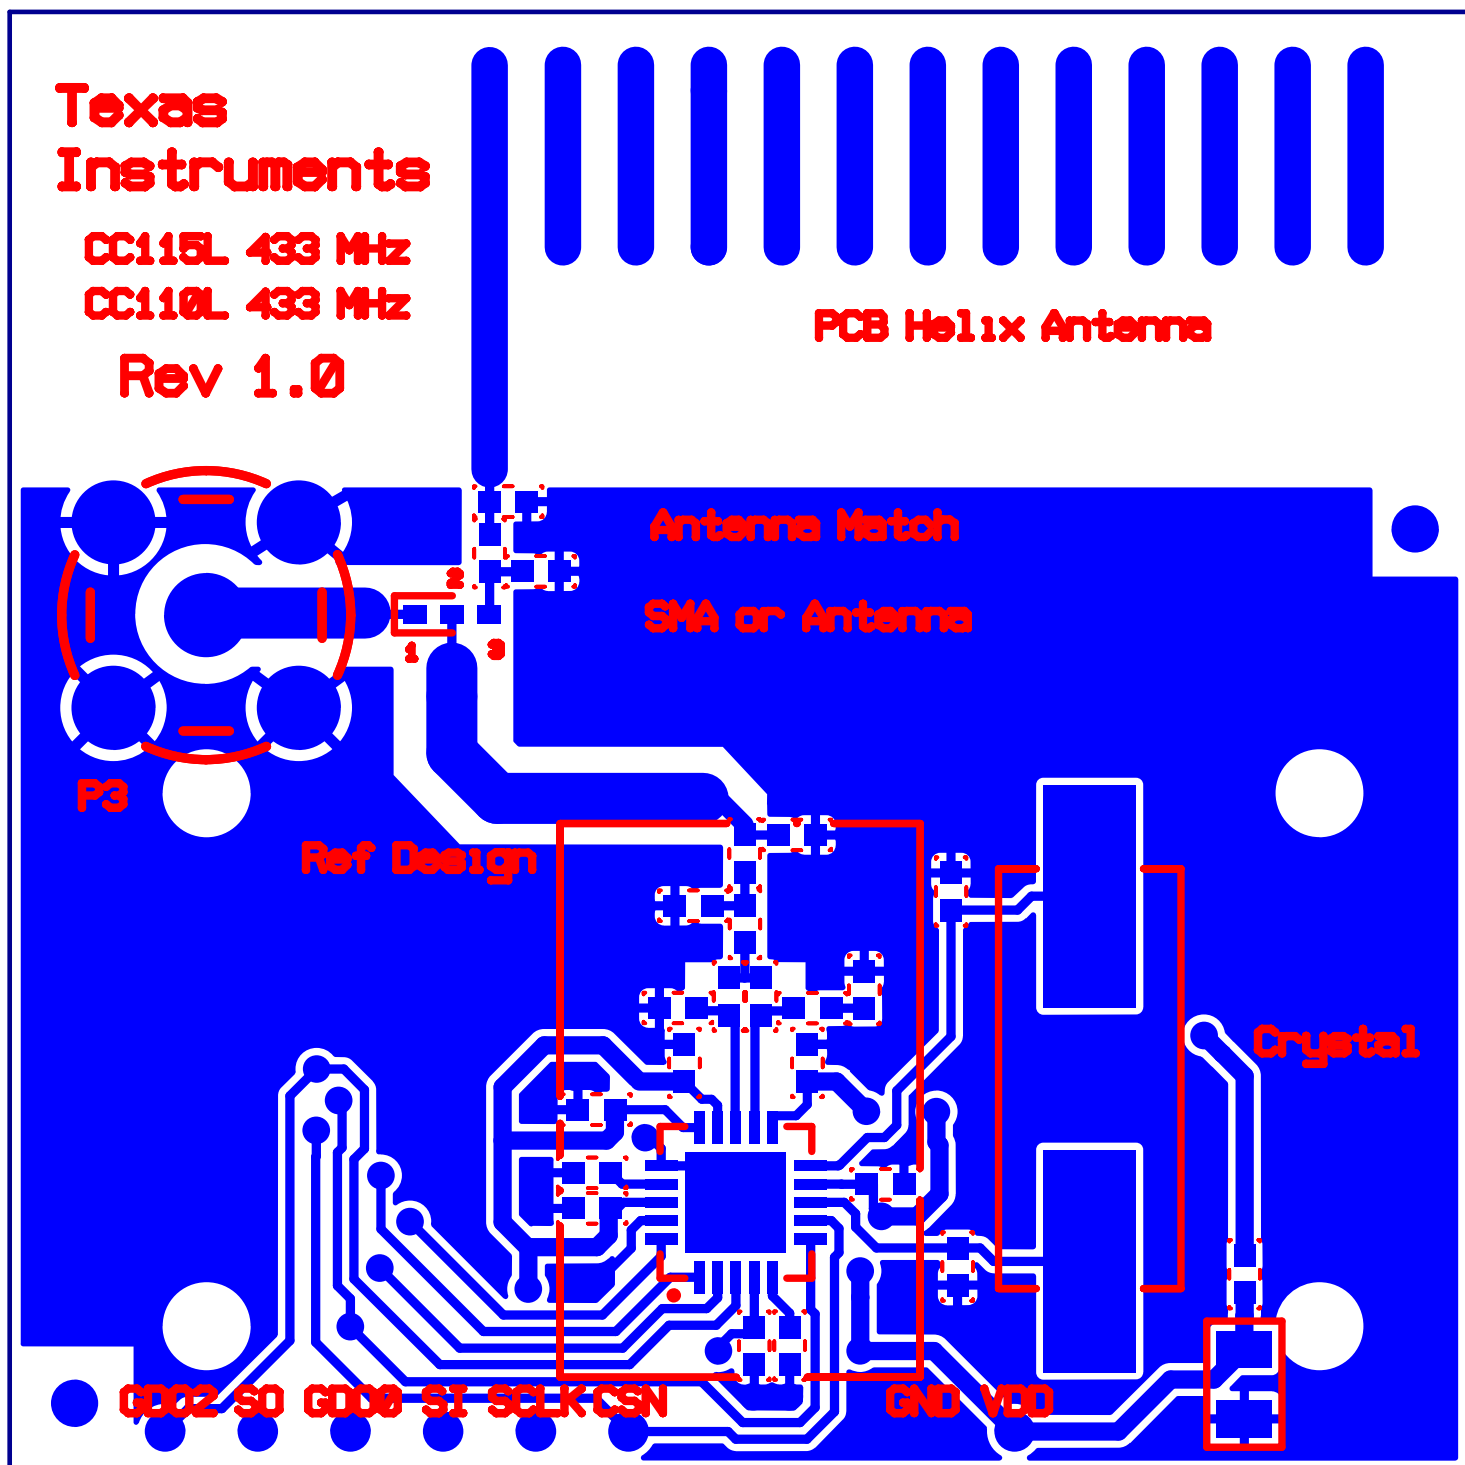 Texas
Instruments
CC115L 433 MHz
CC110L 433 MHz
Rev 1.0
PCB Helix Antenna
Antenna Match
2
SMA or Antenna
1 3
P3
Ref Design
Crystal
GDO2 SO GDO0 SI SCLK CSN GND VDD